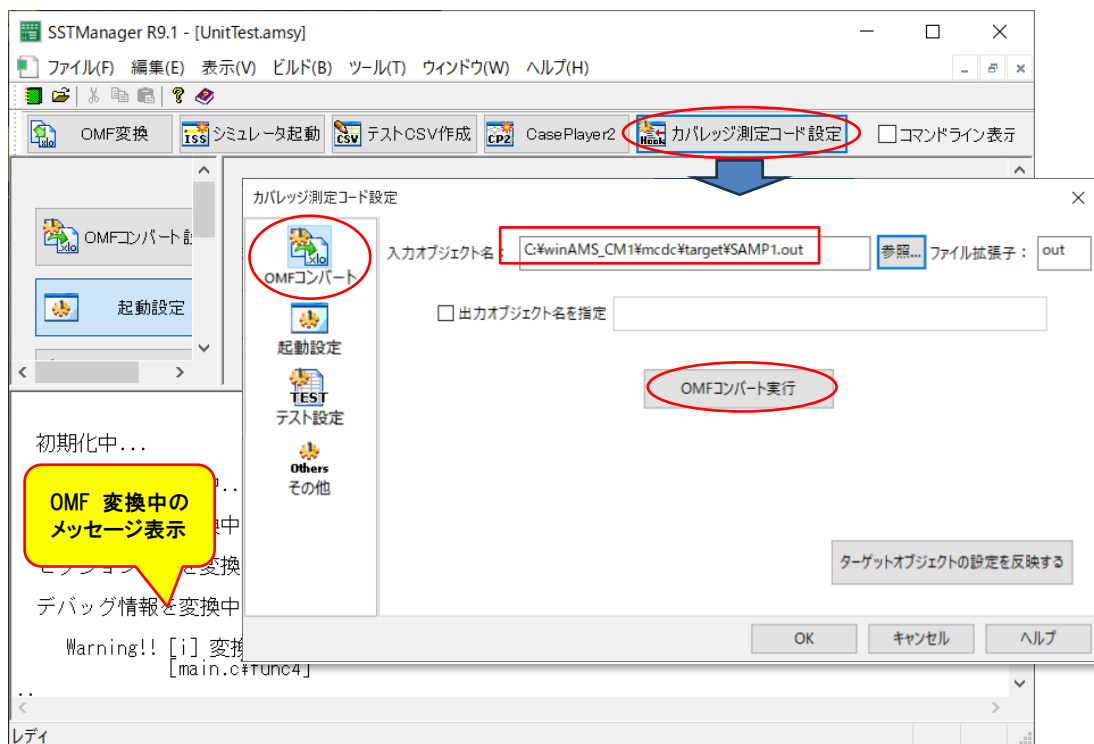 SSTManager R9.1 - [UnitTest.amsy]
ファイル(F) 編集(E) 表示(V) ビルド(B) ツール(T) ウィンドウ(W) ヘルプ(H)
OMF変換 ISS シミュレータ起動 CSV テストCSV作成 CP2 CasePlayer2 Hook カバレッジ測定コード設定 コマンドライン表示
OMFコンバート
起動設定
カバレッジ測定コード設定
xlo
OMFコンバート
起動設定
TEST
テスト設定
Others
その他
入力オブジェクト名: C:¥winAMS_CM1¥mcdc¥target¥SAMP1.out 参照... ファイル拡張子: out
出力オブジェクト名を指定
OMFコンバート実行
ターゲットオブジェクトの設定を反映する
OK キャンセル ヘルプ
初期化中...
OMF 変換中の
メッセージ表示
を変換
デバッグ情報を変換中
Warning!! [i] 変換
[main.c¥func4]
..
レディ